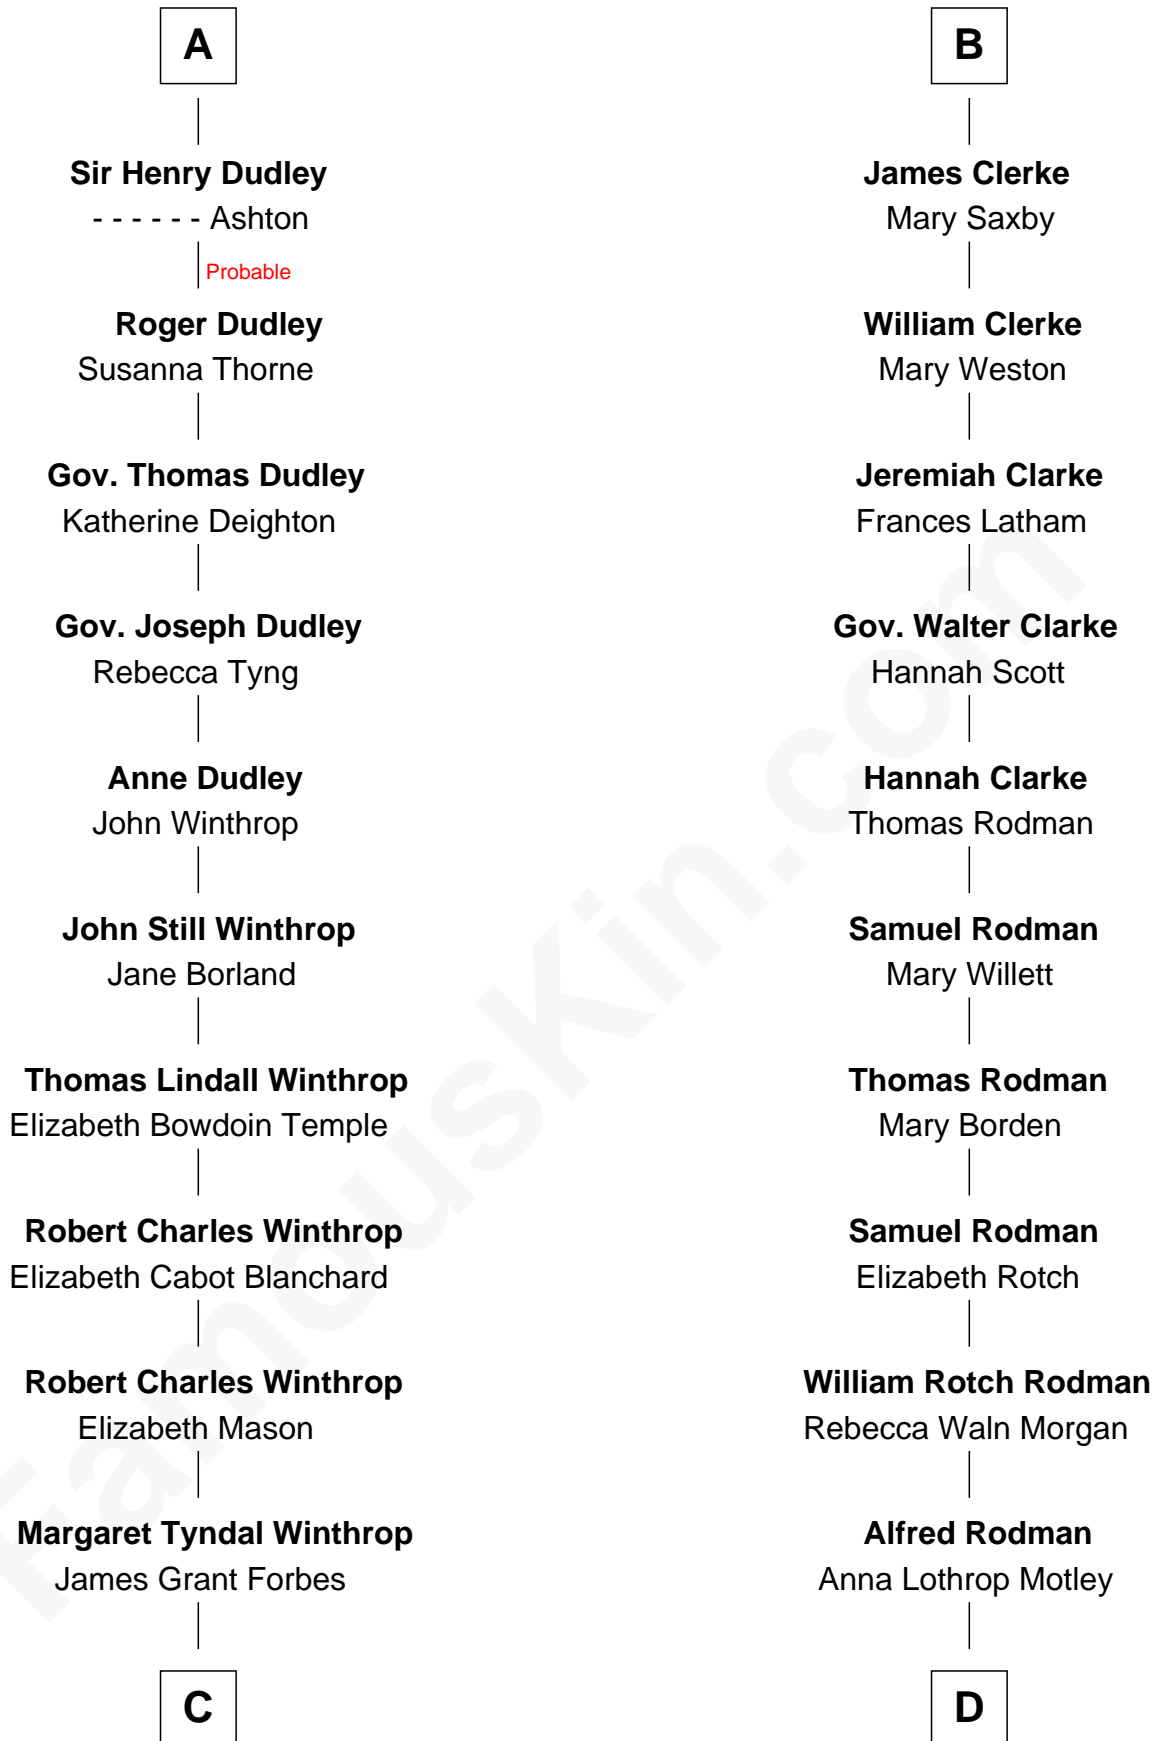 A
Sir Henry Dudley
- - - - - - Ashton
Probable
Roger Dudley
Susanna Thorne
Gov. Thomas Dudley
Katherine Deighton
Gov. Joseph Dudley
Rebecca Tyng
Anne Dudley
John Winthrop
John Still Winthrop
Jane Borland
Thomas Lindall Winthrop
Elizabeth Bowdoin Temple
Robert Charles Winthrop
Elizabeth Cabot Blanchard
Robert Charles Winthrop
Elizabeth Mason
Margaret Tyndal Winthrop
James Grant Forbes
C
B
James Clerke
Mary Saxby
William Clerke
Mary Weston
Jeremiah Clarke
Frances Latham
Gov. Walter Clarke
Hannah Scott
Hannah Clarke
Thomas Rodman
Samuel Rodman
Mary Willett
Thomas Rodman
Mary Borden
Samuel Rodman
Elizabeth Rotch
William Rotch Rodman
Rebecca Waln Morgan
Alfred Rodman
Anna Lothrop Motley
D
FamousKin.com